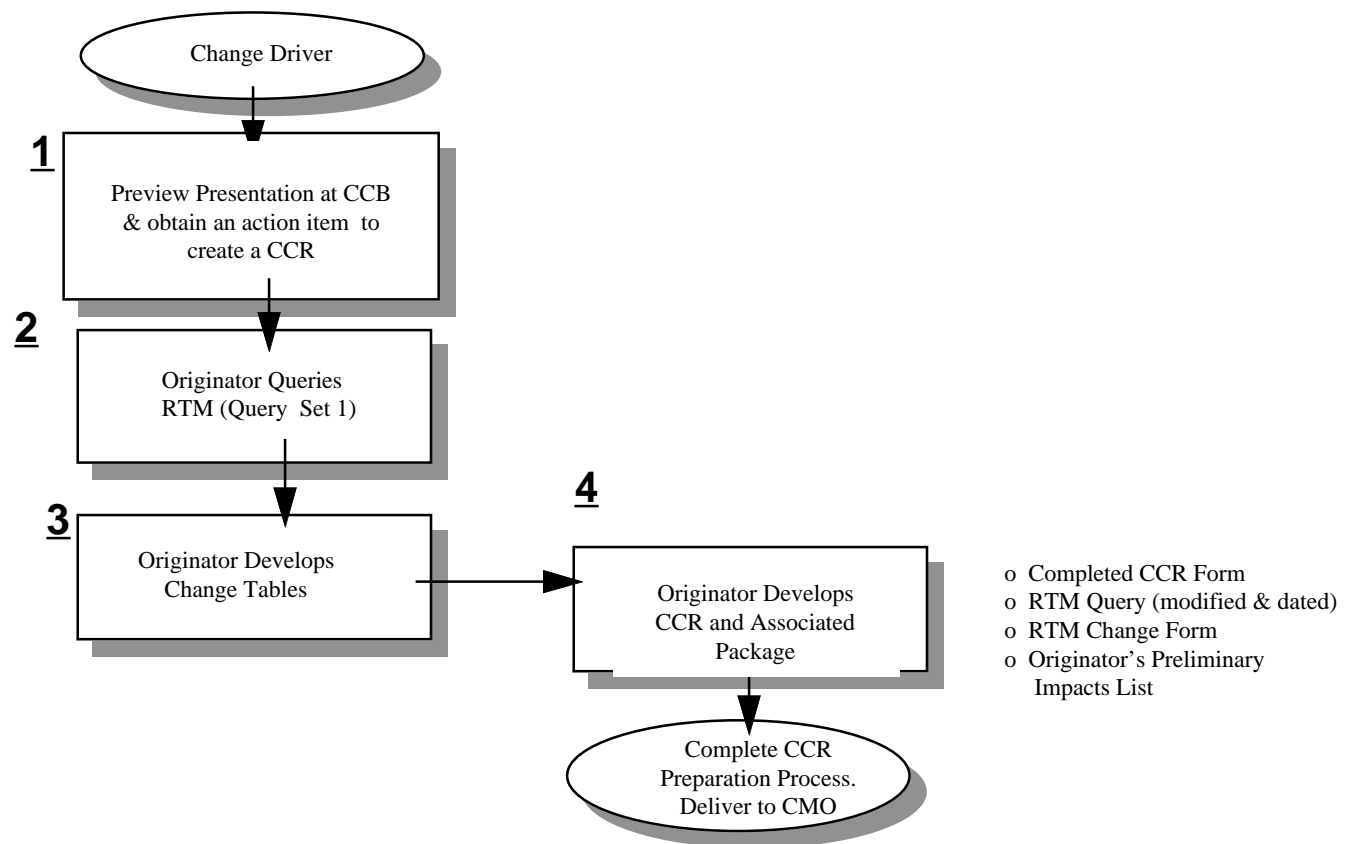 Change Driver
1
Preview Presentation at CCB
& obtain an action item to
create a CCR
2
Originator Queries
RTM (Query Set 1)
3
Originator Develops
Change Tables
4
Originator Develops
CCR and Associated
Package
o Completed CCR Form
o RTM Query (modified & dated)
o RTM Change Form
o Originator’s Preliminary
Impacts List
Complete CCR
Preparation Process.
Deliver to CMO